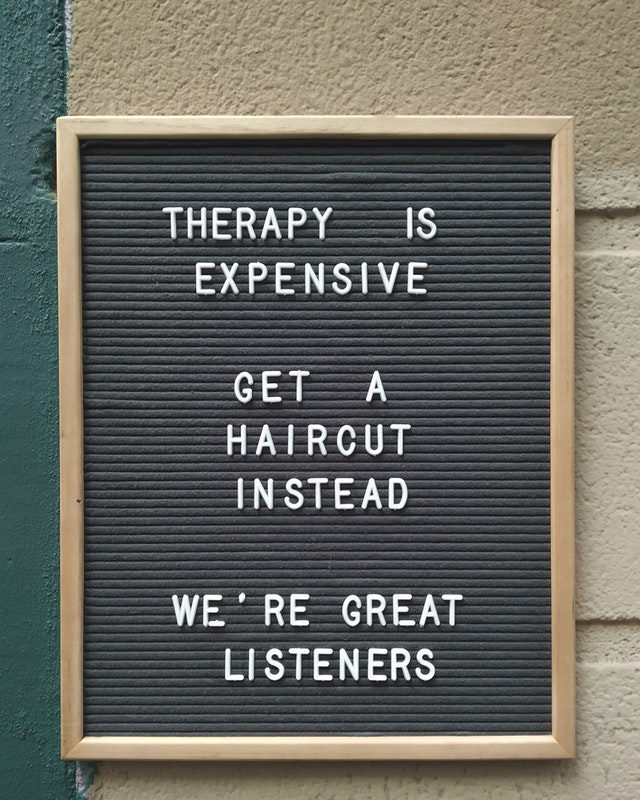 THERAPY IS
EXPENSIVE
GET A
HAIRCUT
INSTEAD
WE'RE GREAT
LISTENERS